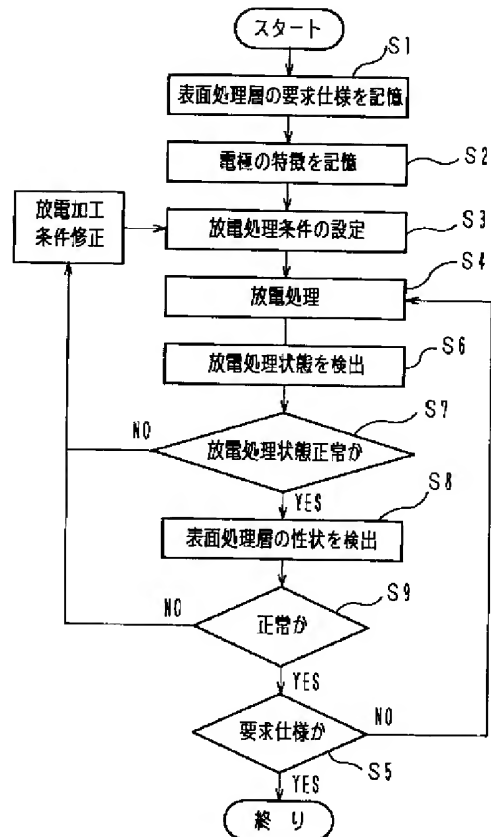 スタート
S1
表面処理層の要求仕様を記憶
電極の特徴を記憶
S2
放電加工
条件修正
放電処理条件の設定
S3
放電処理
S4
放電処理状態を検出
S6
S7
NO
放電処理状態正常か
YES
S8
表面処理層の性状を検出
S9
NO
正常か
YES
要求仕様か
NO
S5
YES
終り